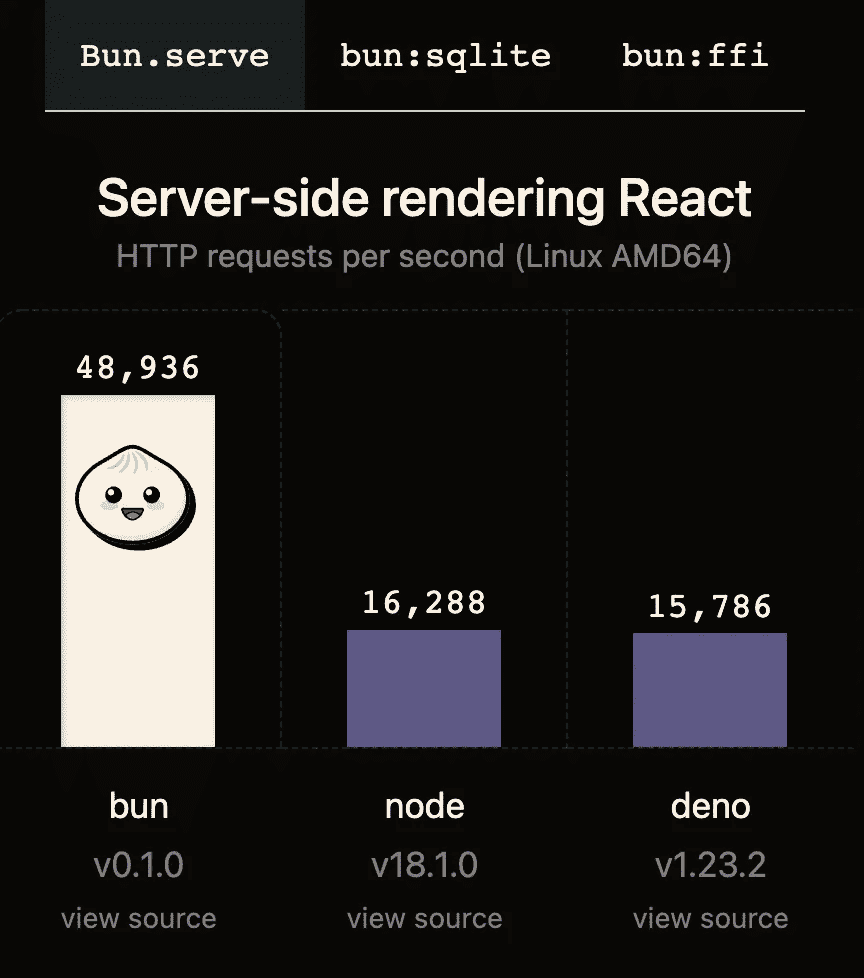 Bun.serve bun:sqlite bun:ffi
Server-side rendering React
HTTP requests per second (Linux AMD64)
48,936
16,288
15,786
bun node deno
v0.1.0 v18.1.0 v1.23.2
view source view source view source